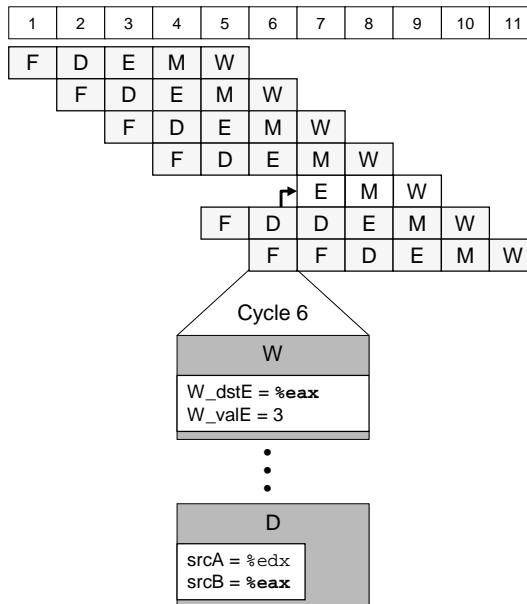 1 2 3 4 5 6 7 8 9 10 11
F D E M W
F D E M W
F D E M W
F D E M W
E M W
F D D E M W
F F D E M W
Cycle 6
W
W_dstE = %eax
W_valE = 3
D
srcA = %edx
srcB = %eax